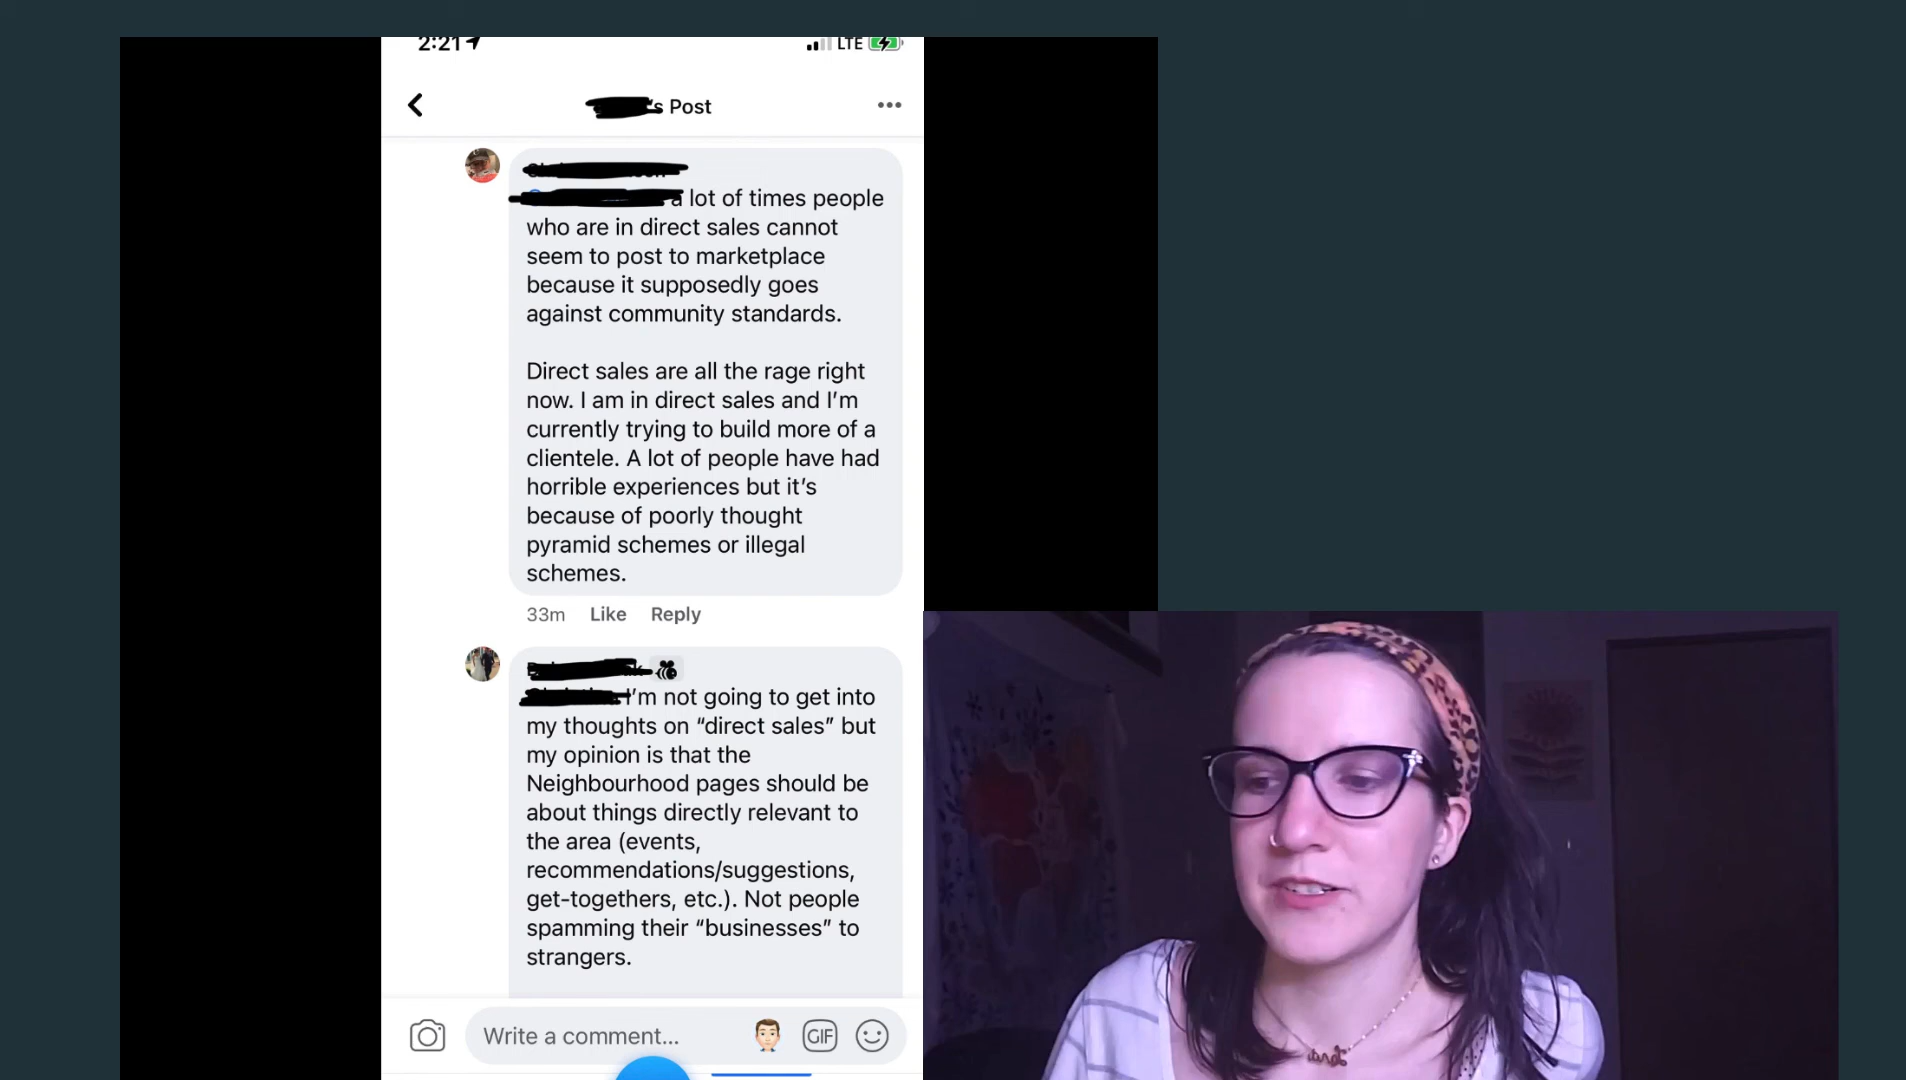 2:21
LTE
s Post
a lot of times people
who are in direct sales cannot
seem to post to marketplace
because it supposedly goes
against community standards.
Direct sales are all the rage right
now. I am in direct sales and I’m
currently trying to build more of a
clientele. A lot of people have had
horrible experiences but it’s
because of poorly thought
pyramid schemes or illegal
schemes.
33m Like Reply
I’m not going to get into
my thoughts on “direct sales” but
my opinion is that the
Neighbourhood pages should be
about things directly relevant to
the area (events,
recommendations/suggestions,
get-togethers, etc.). Not people
spamming their “businesses” to
strangers.
Write a comment...
GIF